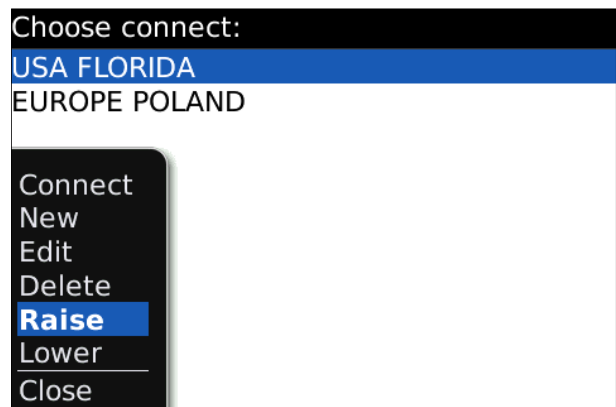 Choose connect:
USA FLORIDA
EUROPE POLAND
Connect
New
Edit
Delete
Raise
Lower
Close